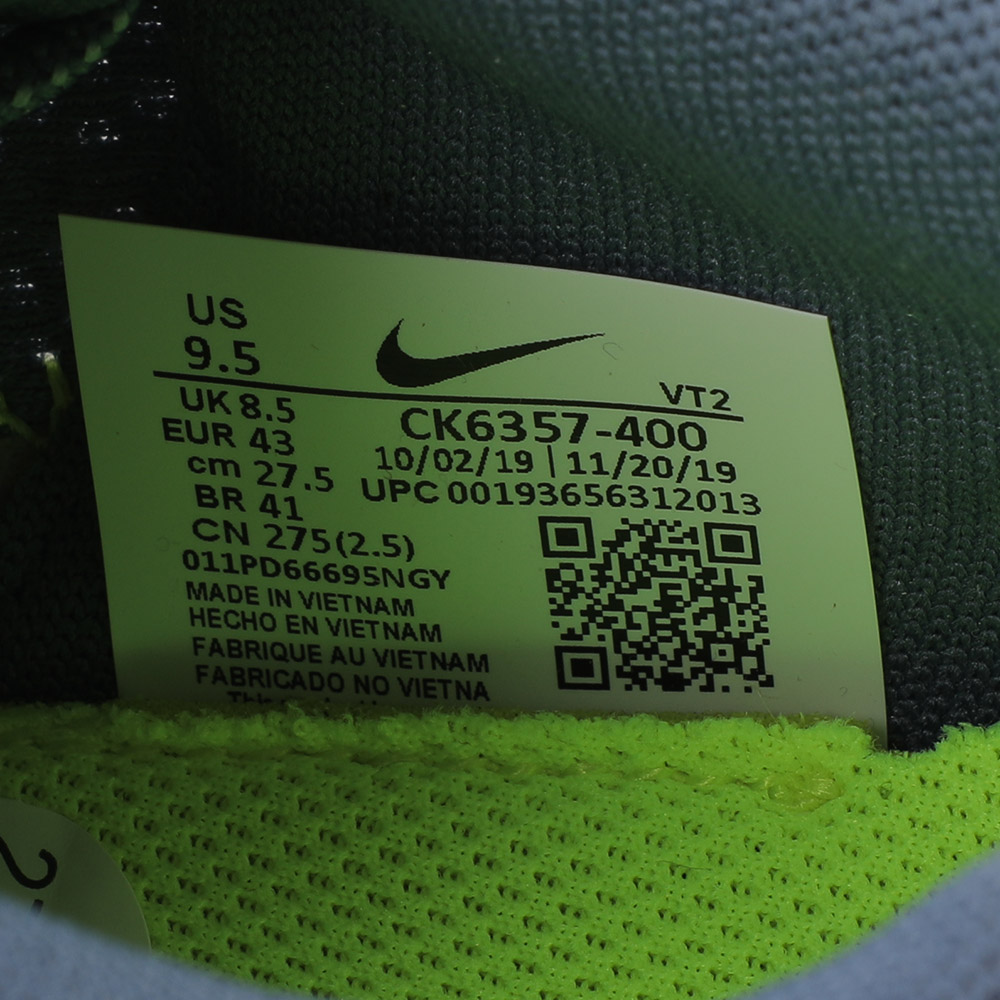 US
9.5
VT2
UK 8.5
CK6357-400
EUR 43
10/02/19 | 11/20/19
cm 27.5
UPC 00193656312013
BR 41
CN 275(2.5)
011PD66695NGY
MADE IN VIETNAM
HECHO EN VIETNAM
FABRIQUE AU VIETNAM
FABRICADO NO VIETNA
This